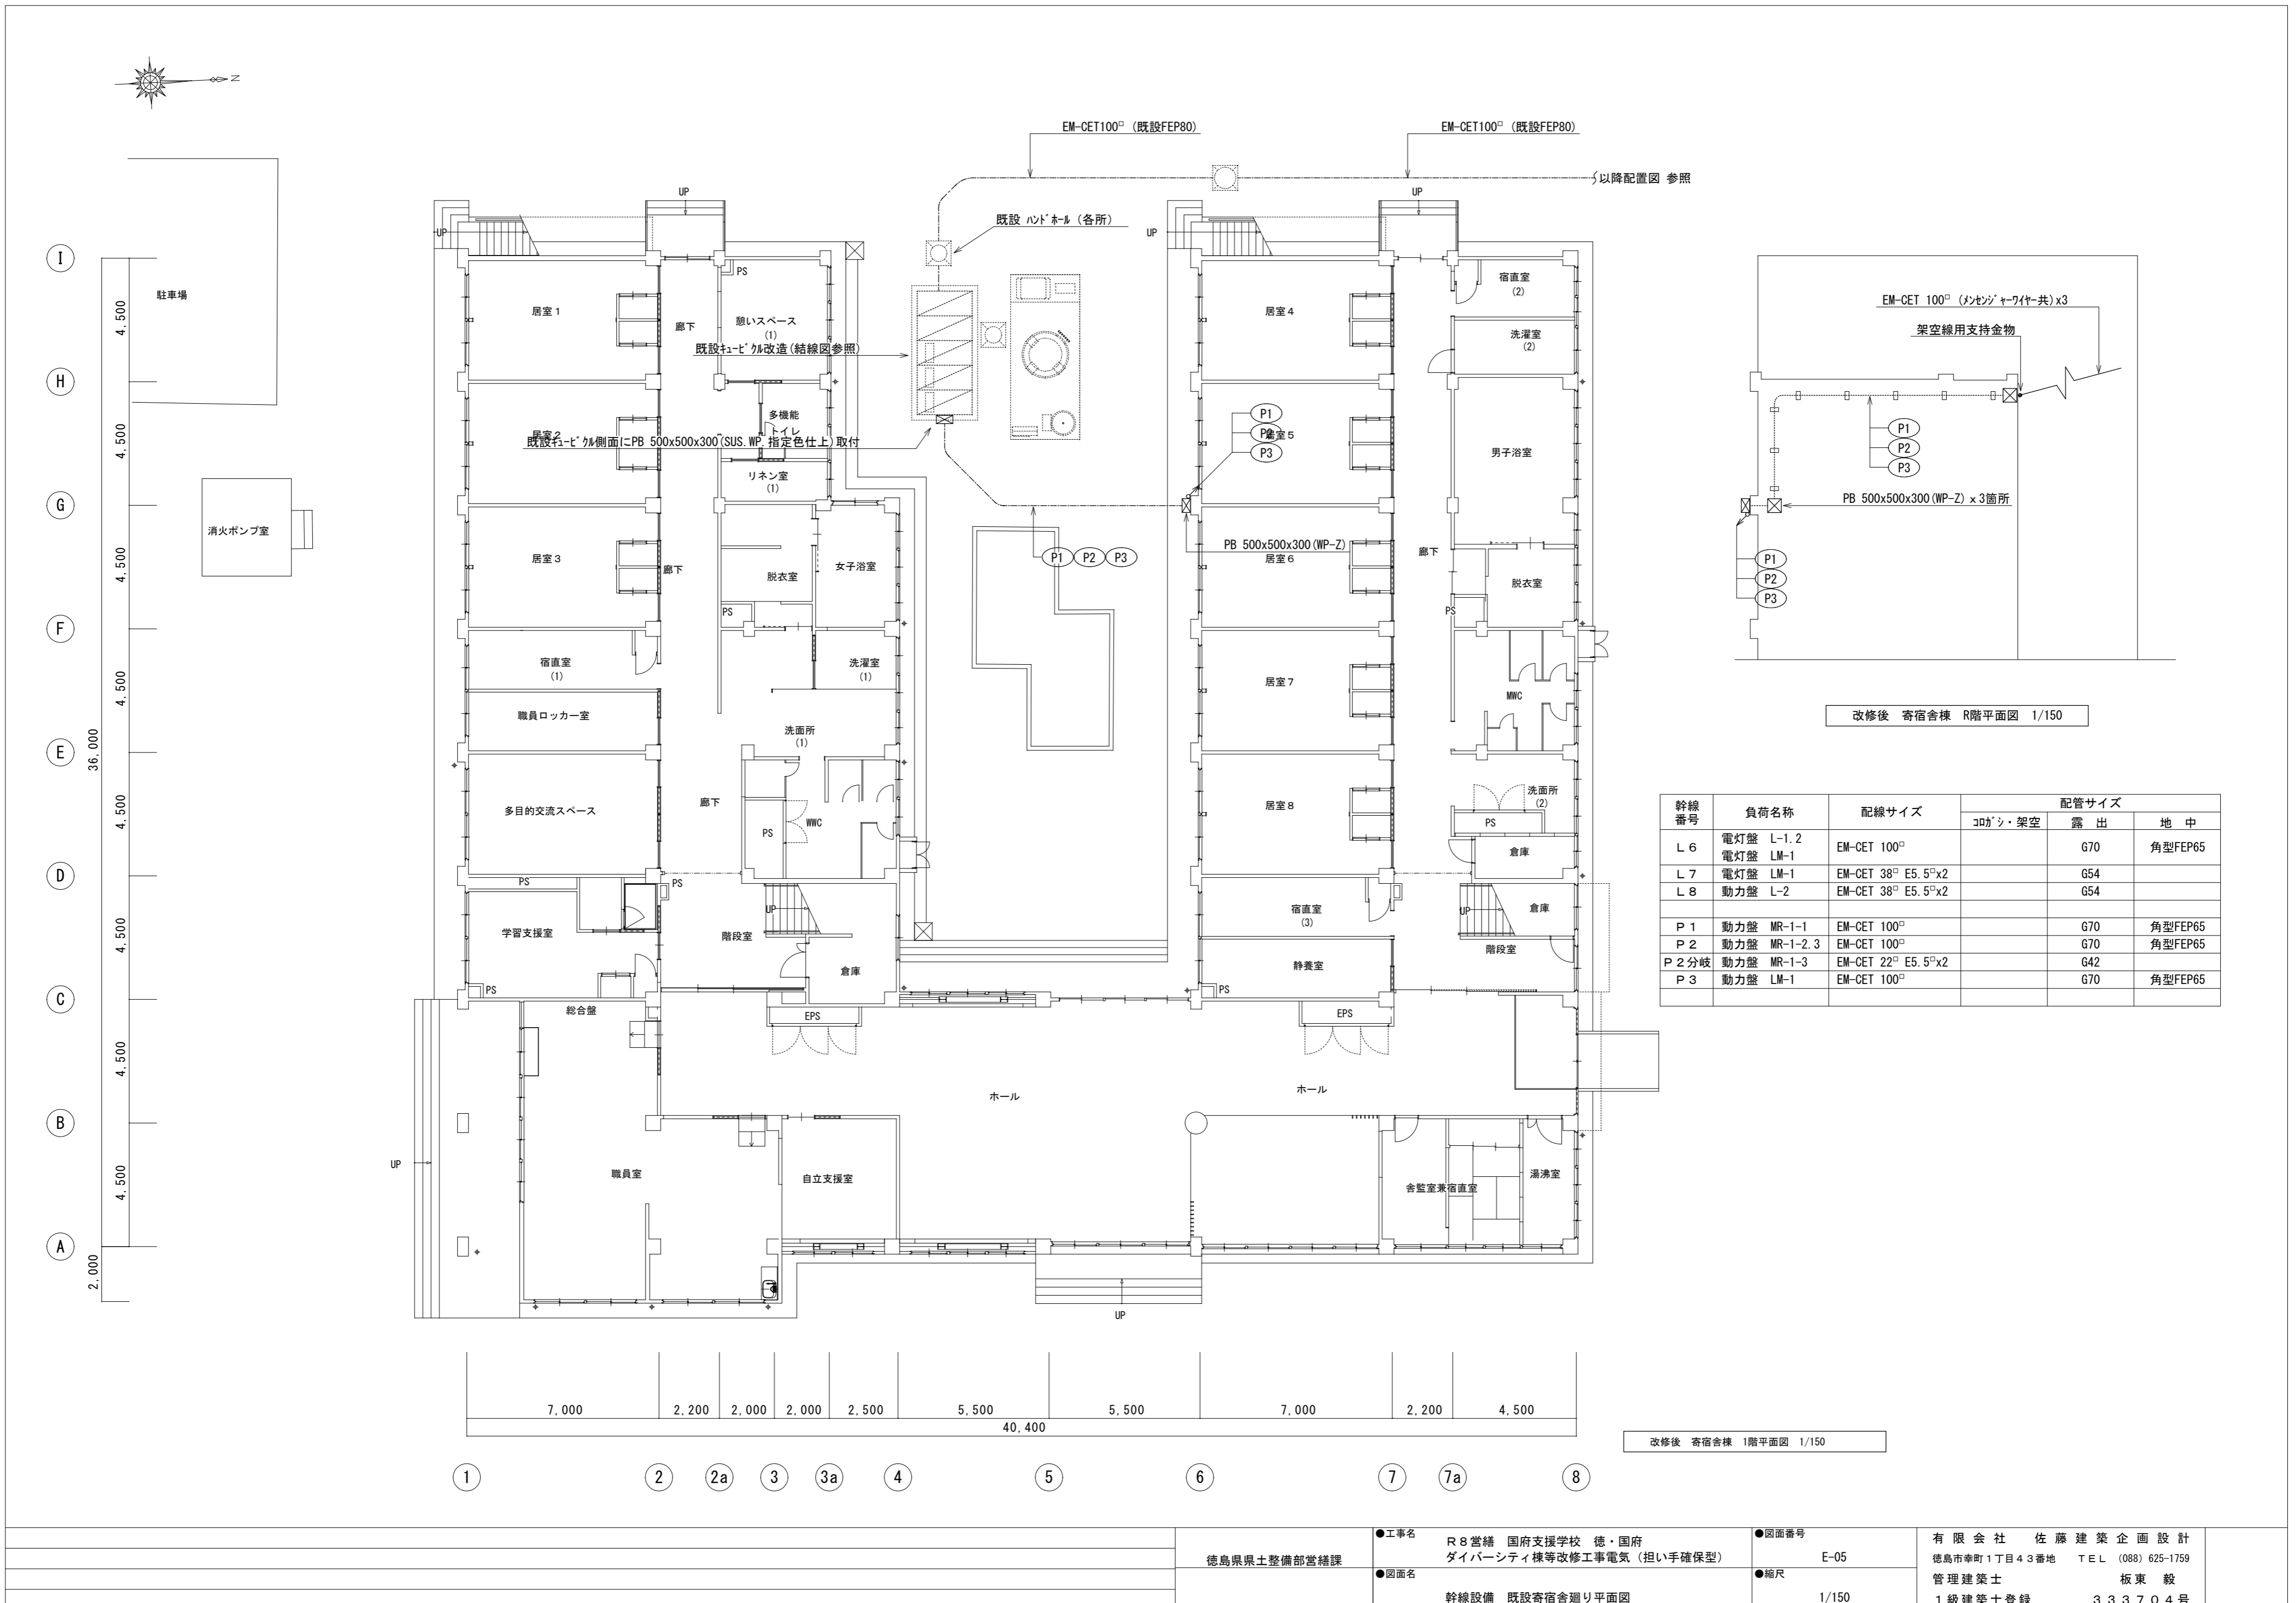 N
EM-CET100□ (既設FEP80)
EM-CET100□ (既設FEP80)
以降配置図 参照
既設 ﾊﾝﾄﾞﾎｰﾙ (各所)
UP
UP
UP
UP
I
H
G
F
E
D
C
B
A
4,500
4,500
4,500
4,500
4,500
4,500
4,500
4,500
36,000
2,000
駐車場
消火ポンプ室
居室1
廊下
PS
憩いスペース
(1)
既設ｷｭｰﾋﾞｸﾙ改造(結線図参照)
居室2
多機能
トイレ
既設ｷｭｰﾋﾞｸﾙ側面にPB 500x500x300(SUS.WP.指定色仕上)取付
リネン室
(1)
居室3
廊下
脱衣室
女子浴室
PS
宿直室
(1)
洗濯室
(1)
職員ロッカー室
洗面所
(1)
多目的交流スペース
廊下
PS
WWC
PS
PS
学習支援室
UP
階段室
倉庫
PS
総合盤
EPS
職員室
自立支援室
UP
ホール
ホール
UP
居室4
宿直室
(2)
洗濯室
(2)
P1
P2
P3
居室5
男子浴室
PB 500x500x300(WP-Z)
居室6
P1
P2
P3
廊下
脱衣室
PS
居室7
MWC
居室8
洗面所
(2)
PS
倉庫
宿直室
(3)
UP
倉庫
階段室
静養室
PS
EPS
舎監室兼宿直室
湯沸室
EM-CET 100□ (ﾒﾝｾﾝｼﾞｬｰﾜｲﾔｰ共)x3
架空線用支持金物
P1
P2
P3
PB 500x500x300(WP-Z) x 3箇所
P1
P2
P3
改修後 寄宿舎棟 R階平面図 1/150
幹線番号 負荷名称 配線サイズ 配管サイズ
ｺﾛｶﾞｼ・架空 露 出 地 中
L6 電灯盤 L-1.2 電灯盤 LM-1 EM-CET 100□ G70 角型FEP65
L7 電灯盤 LM-1 EM-CET 38□ E5.5□x2 G54
L8 動力盤 L-2 EM-CET 38□ E5.5□x2 G54
P1 動力盤 MR-1-1 EM-CET 100□ G70 角型FEP65
P2 動力盤 MR-1-2.3 EM-CET 100□ G70 角型FEP65
P2分岐 動力盤 MR-1-3 EM-CET 22□ E5.5□x2 G42
P3 動力盤 LM-1 EM-CET 100□ G70 角型FEP65
7,000 2,200 2,000 2,000 2,500 5,500 5,500 7,000 2,200 4,500
40,400
1 2 2a 3 3a 4 5 6 7 7a 8
改修後 寄宿舎棟 1階平面図 1/150
徳島県県土整備部営繕課
●工事名
R8営繕 国府支援学校 徳・国府
ダイバーシティ棟等改修工事電気(担い手確保型)
●図面名
幹線設備 既設寄宿舎廻り平面図
●図面番号
E-05
●縮尺
1/150
有限会社 佐藤建築企画設計
徳島市幸町1丁目43番地 TEL (088) 625-1759
管理建築士 板東 毅
1級建築士登録 333704号